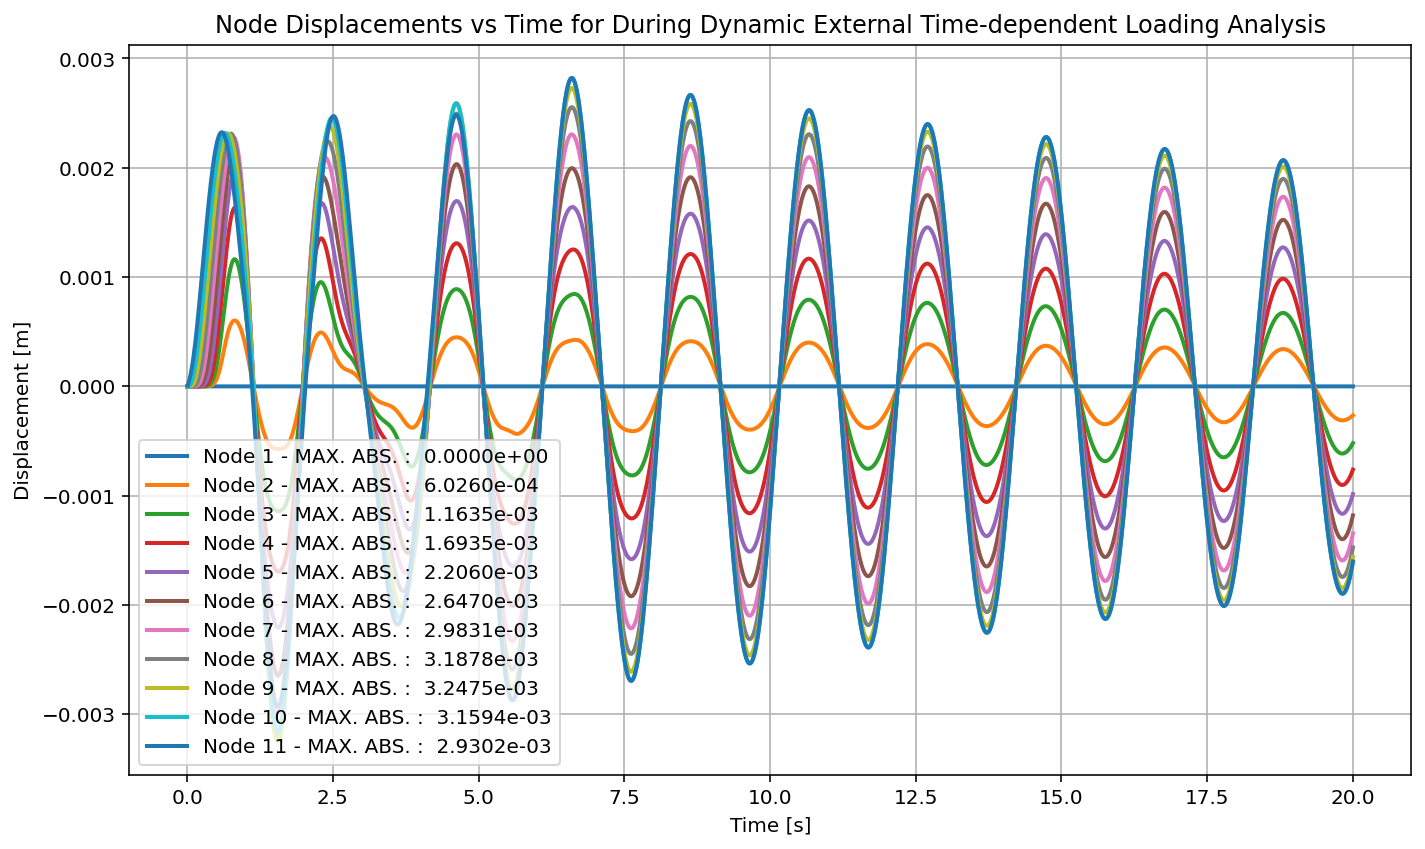 Node Displacements vs Time for During Dynamic External Time-dependent Loading Analysis
Displacement [m]
0.003
0.002
0.001
0.000
−0.001
−0.002
−0.003
Node 1 - MAX. ABS. : 0.0000e+00
Node 2 - MAX. ABS. : 6.0260e-04
Node 3 - MAX. ABS. : 1.1635e-03
Node 4 - MAX. ABS. : 1.6935e-03
Node 5 - MAX. ABS. : 2.2060e-03
Node 6 - MAX. ABS. : 2.6470e-03
Node 7 - MAX. ABS. : 2.9831e-03
Node 8 - MAX. ABS. : 3.1878e-03
Node 9 - MAX. ABS. : 3.2475e-03
Node 10 - MAX. ABS. : 3.1594e-03
Node 11 - MAX. ABS. : 2.9302e-03
0.0 2.5 5.0 7.5 10.0 12.5 15.0 17.5 20.0
Time [s]